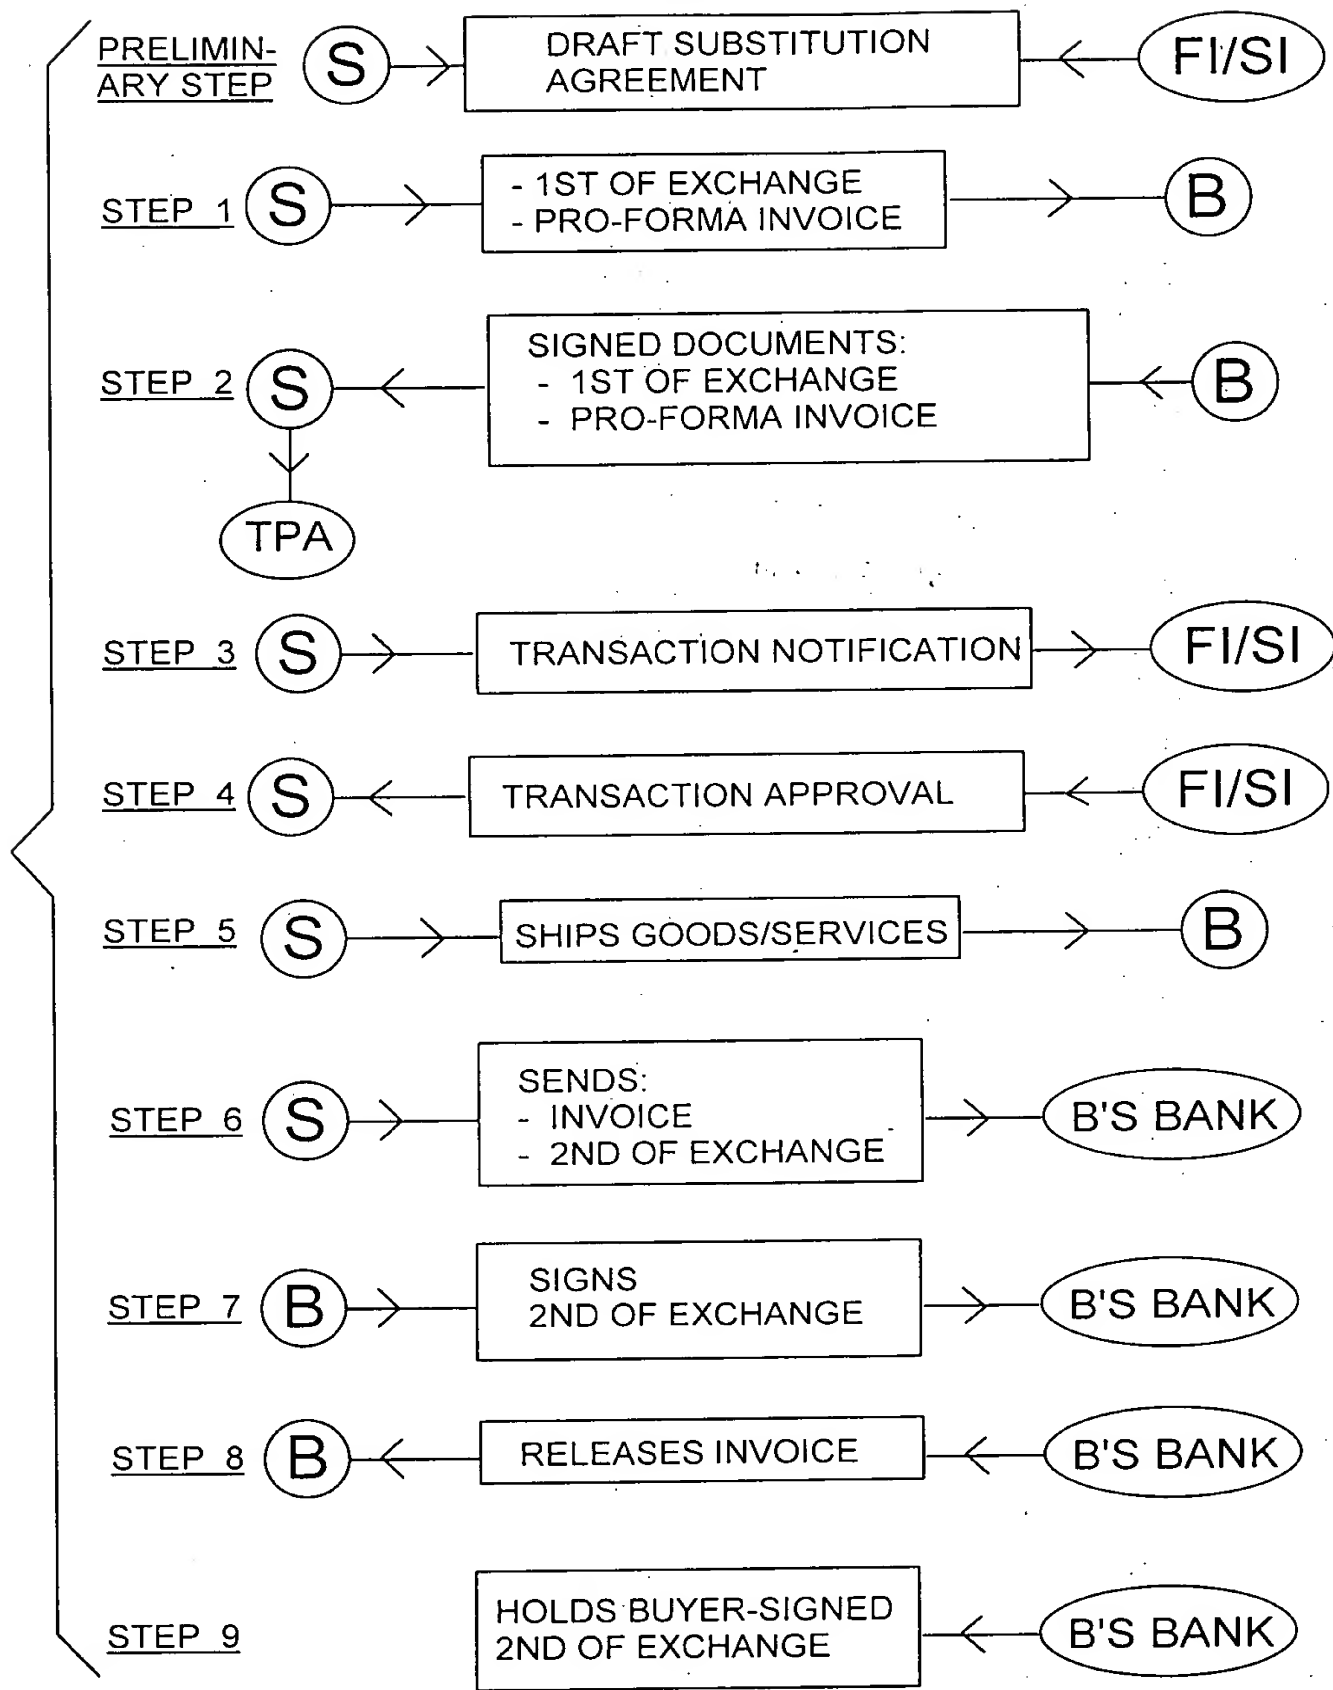 PRELIMIN-
ARY STEP
S
DRAFT SUBSTITUTION
AGREEMENT
FI/SI
STEP 1
S
- 1ST OF EXCHANGE
- PRO-FORMA INVOICE
B
STEP 2
S
SIGNED DOCUMENTS:
- 1ST OF EXCHANGE
- PRO-FORMA INVOICE
B
TPA
STEP 3
S
TRANSACTION NOTIFICATION
FI/SI
STEP 4
S
TRANSACTION APPROVAL
FI/SI
STEP 5
S
SHIPS GOODS/SERVICES
B
STEP 6
S
SENDS:
- INVOICE
- 2ND OF EXCHANGE
B'S BANK
STEP 7
B
SIGNS
2ND OF EXCHANGE
B'S BANK
STEP 8
B
RELEASES INVOICE
B'S BANK
STEP 9
HOLDS BUYER-SIGNED
2ND OF EXCHANGE
B'S BANK